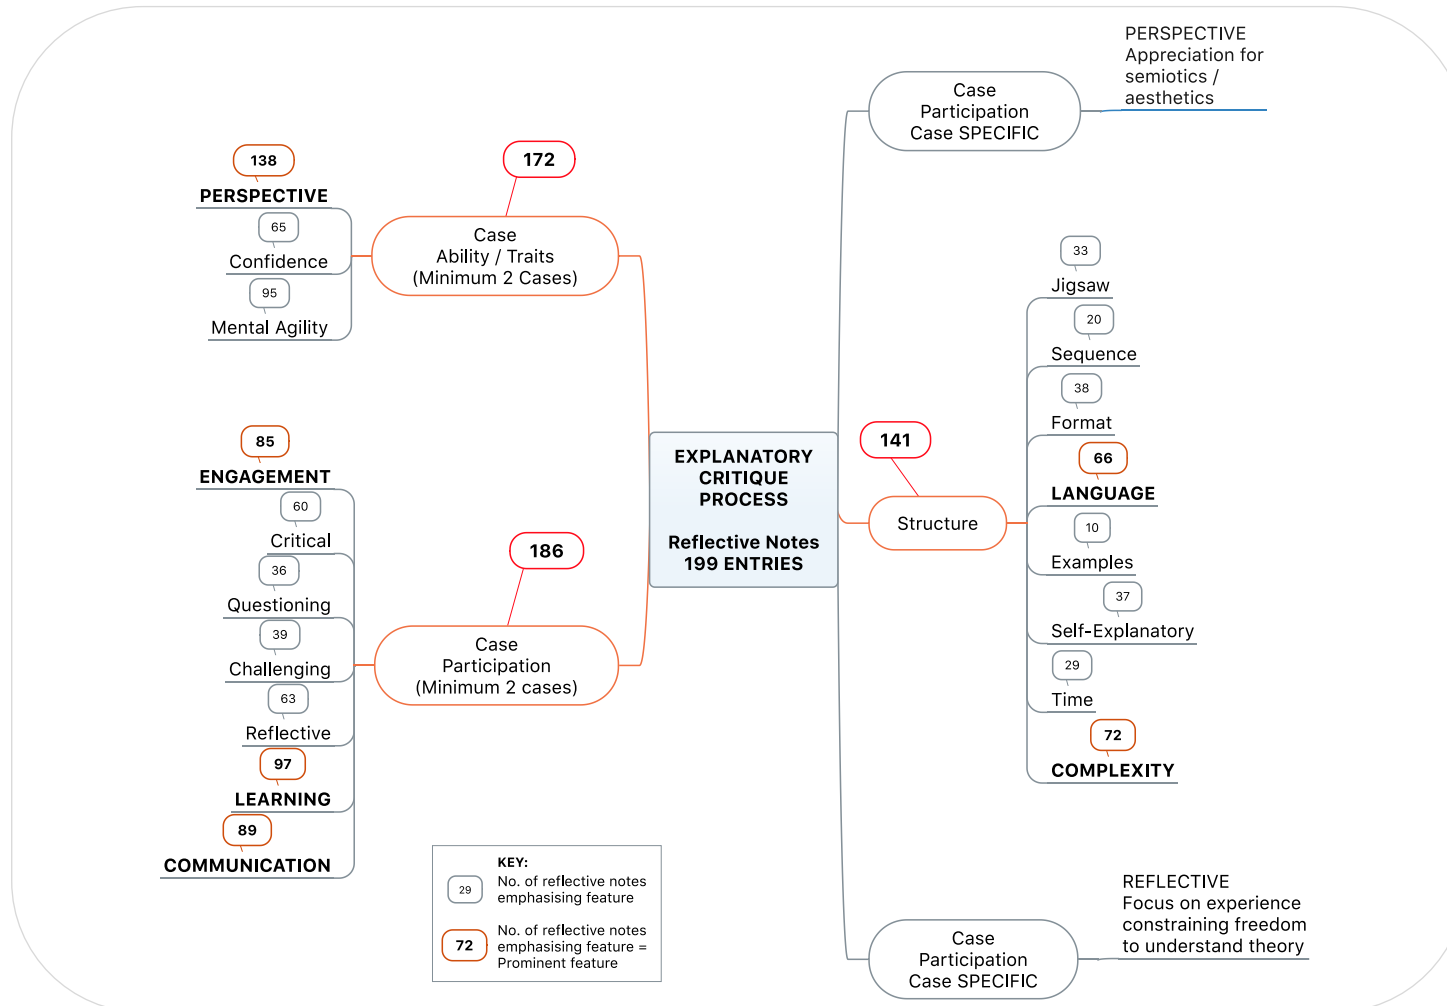 172
138
PERSPECTIVE
65
Confidence
95
Mental Agility
Case
Ability / Traits
(Minimum 2 Cases)
85
ENGAGEMENT
60
Critical
36
Questioning
39
Challenging
63
Reflective
97
LEARNING
89
COMMUNICATION
186
Case
Participation
(Minimum 2 cases)
EXPLANATORY
CRITIQUE
PROCESS
Reflective Notes
199 ENTRIES
Case
Participation
Case SPECIFIC
PERSPECTIVE
Appreciation for
semiotics /
aesthetics
141
Structure
33
Jigsaw
20
Sequence
38
Format
66
LANGUAGE
10
Examples
37
Self-Explanatory
29
Time
72
COMPLEXITY
Case
Participation
Case SPECIFIC
REFLECTIVE
Focus on experience
constraining freedom
to understand theory
KEY:
29
No. of reflective notes
emphasising feature
72
No. of reflective notes
emphasising feature =
Prominent feature